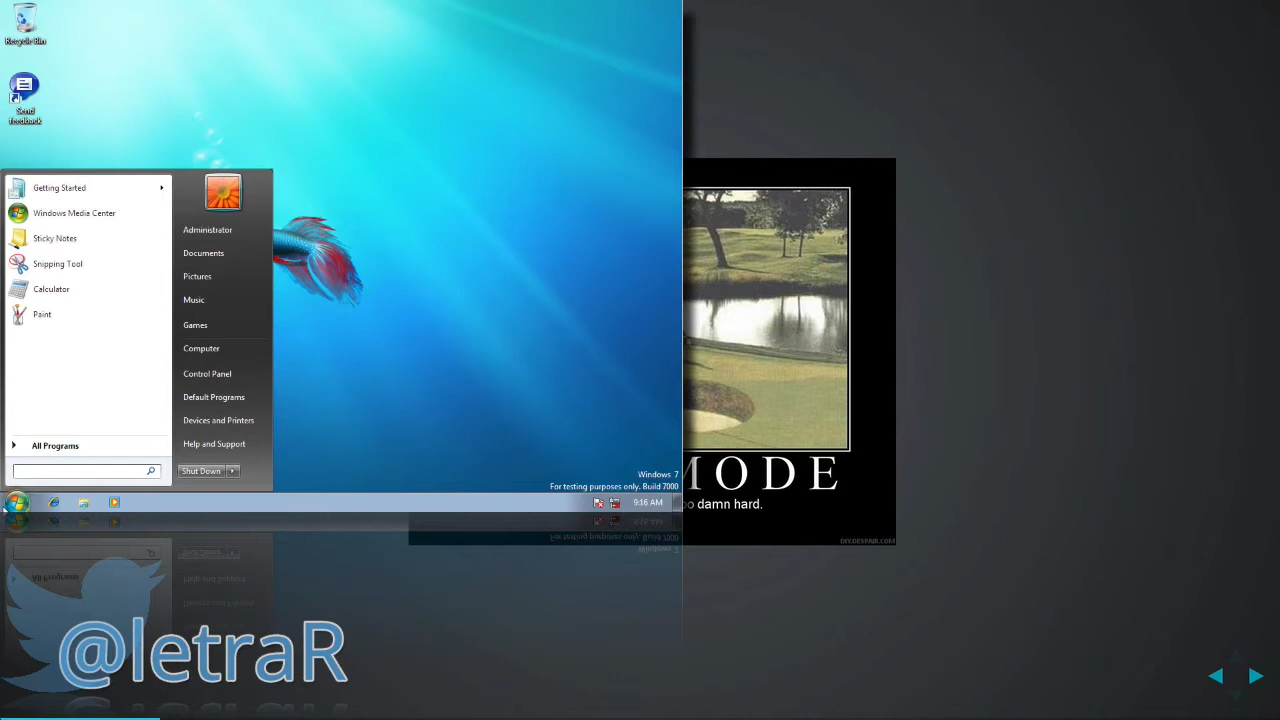 Recycle Bin
Send
feedback
Getting Started
Windows Media Center
Sticky Notes
Snipping Tool
Calculator
Paint
All Programs
Administrator
Documents
Pictures
Music
Games
Computer
Control Panel
Default Programs
Devices and Printers
Help and Support
Shut Down
Windows 7
For testing purposes only. Build 7000
9:16 AM
MODE
damn hard.
DIY.DESPAIR.COM
@letraR